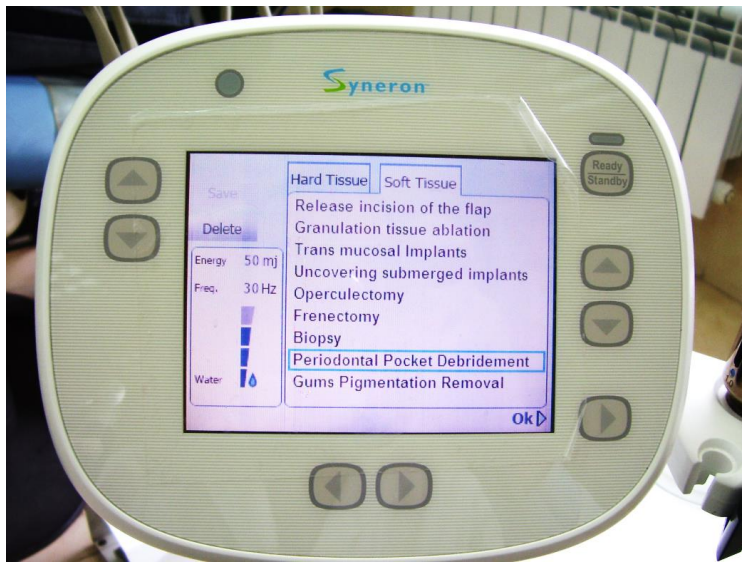 Syneron
Ready
Standby
Save
Delete
Energy 50 mj
Freq. 30 Hz
Water
Hard Tissue
Soft Tissue
Release incision of the flap
Granulation tissue ablation
Trans mucosal Implants
Uncovering submerged implants
Operculectomy
Frenectomy
Biopsy
Periodontal Pocket Debridement
Gums Pigmentation Removal
Ok